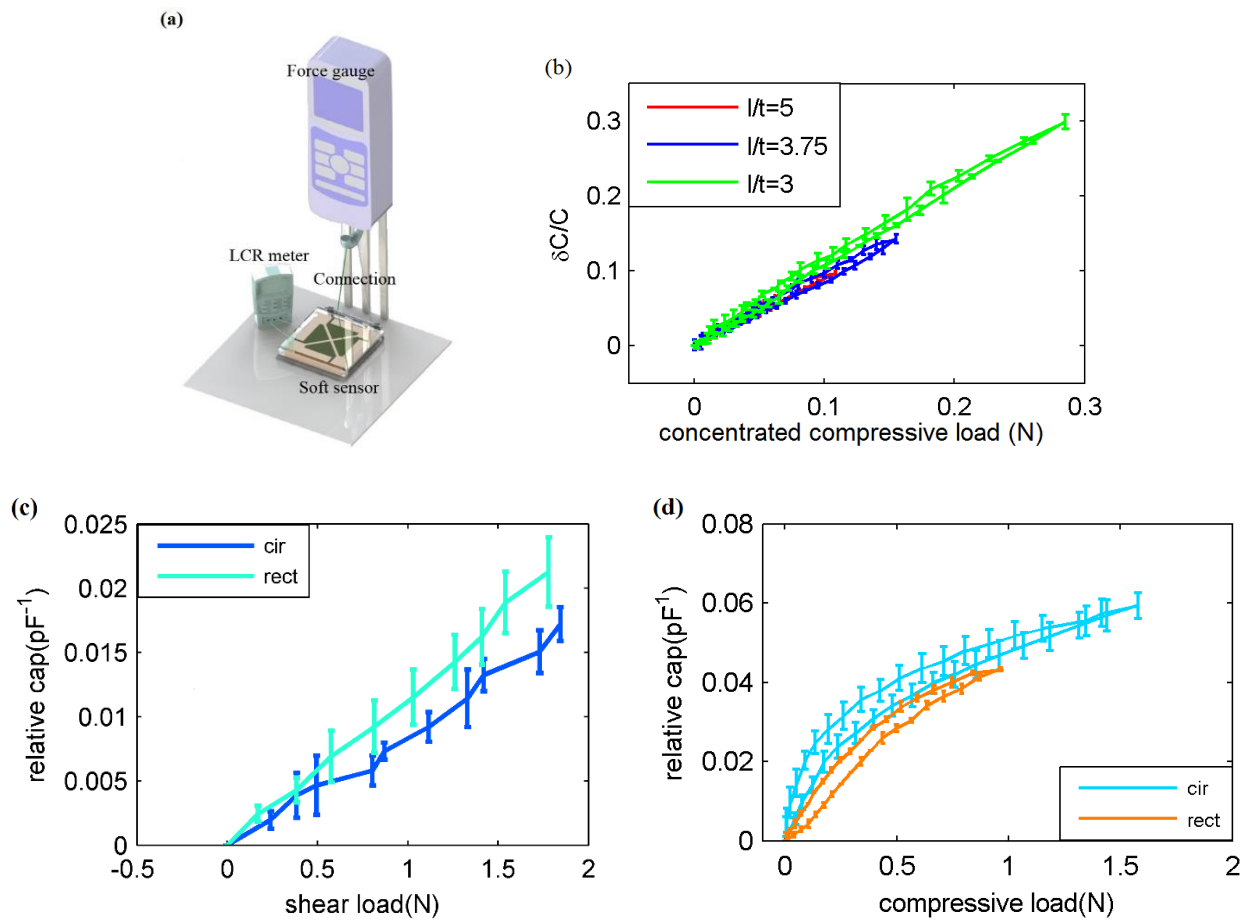 (a)
Force gauge
LCR meter
Connection
Soft sensor
(b)
l/t=5
l/t=3.75
l/t=3
0.3
0.2
0.1
0
δC/C
0 0.1 0.2 0.3
concentrated compressive load (N)
(c)
cir
rect
0.025
0.02
0.015
0.01
0.005
0
relative cap(pF⁻¹)
-0.5 0 0.5 1 1.5 2
shear load(N)
(d)
0.08
0.06
0.04
0.02
0
relative cap(pF¹)
cir
rect
0 0.5 1 1.5 2
compressive load(N)